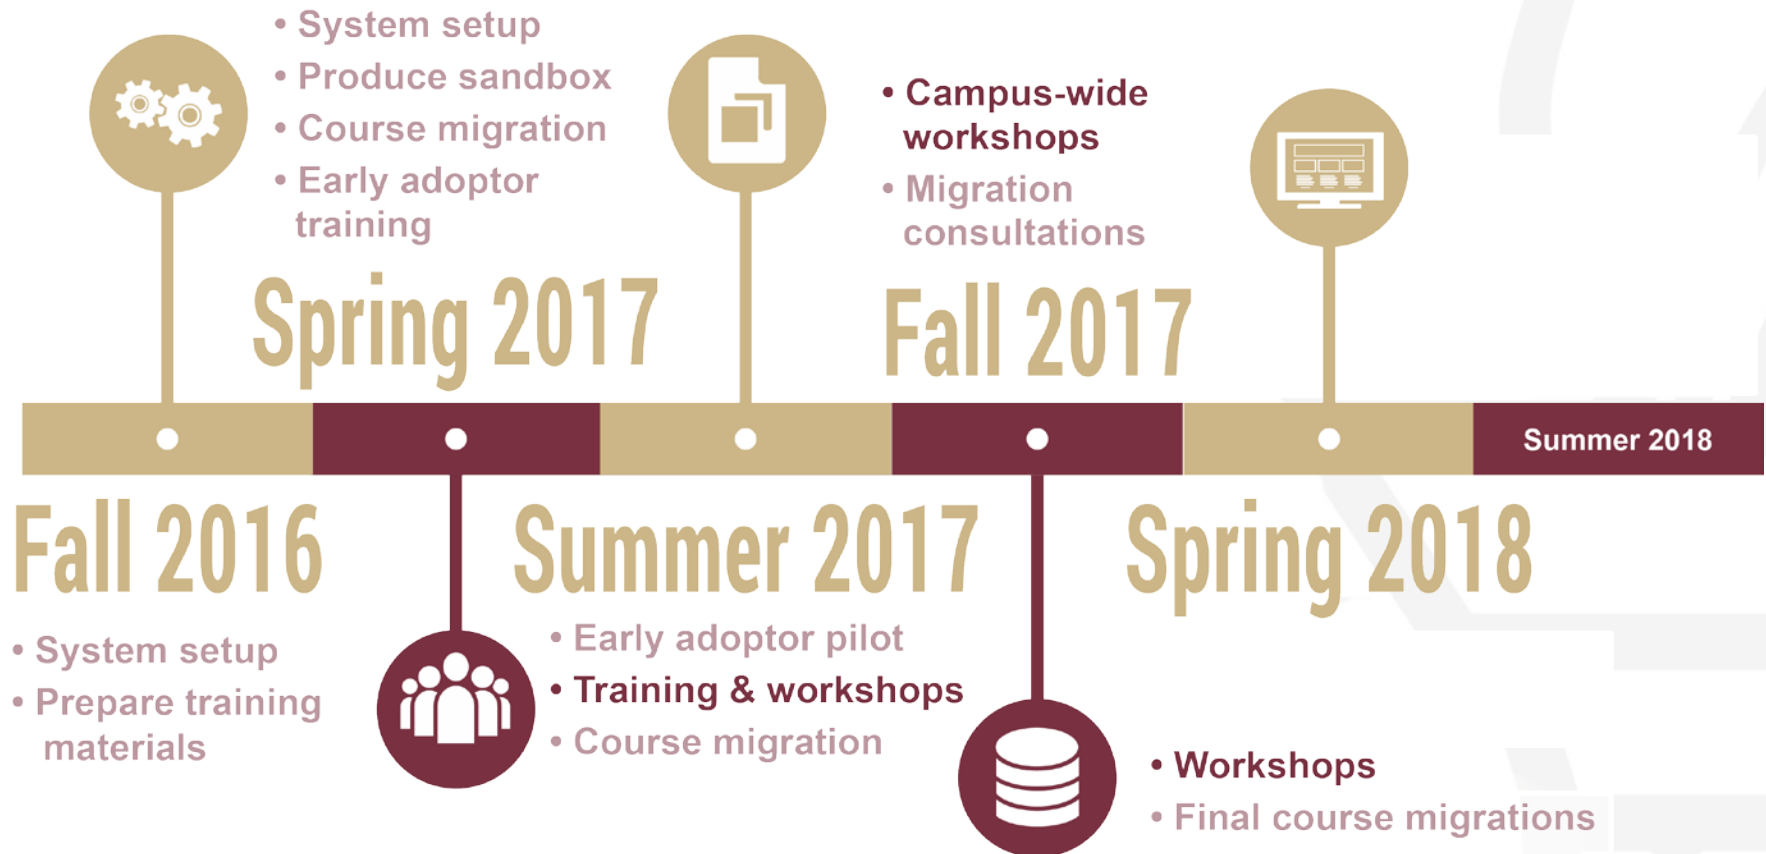 • System setup
• Produce sandbox
• Course migration
• Early adoptor
training
Spring 2017
• Campus-wide
workshops
• Migration
consultations
Fall 2017
Summer 2018
Fall 2016
• System setup
• Prepare training
materials
Summer 2017
• Early adoptor pilot
• Training & workshops
• Course migration
Spring 2018
• Workshops
• Final course migrations